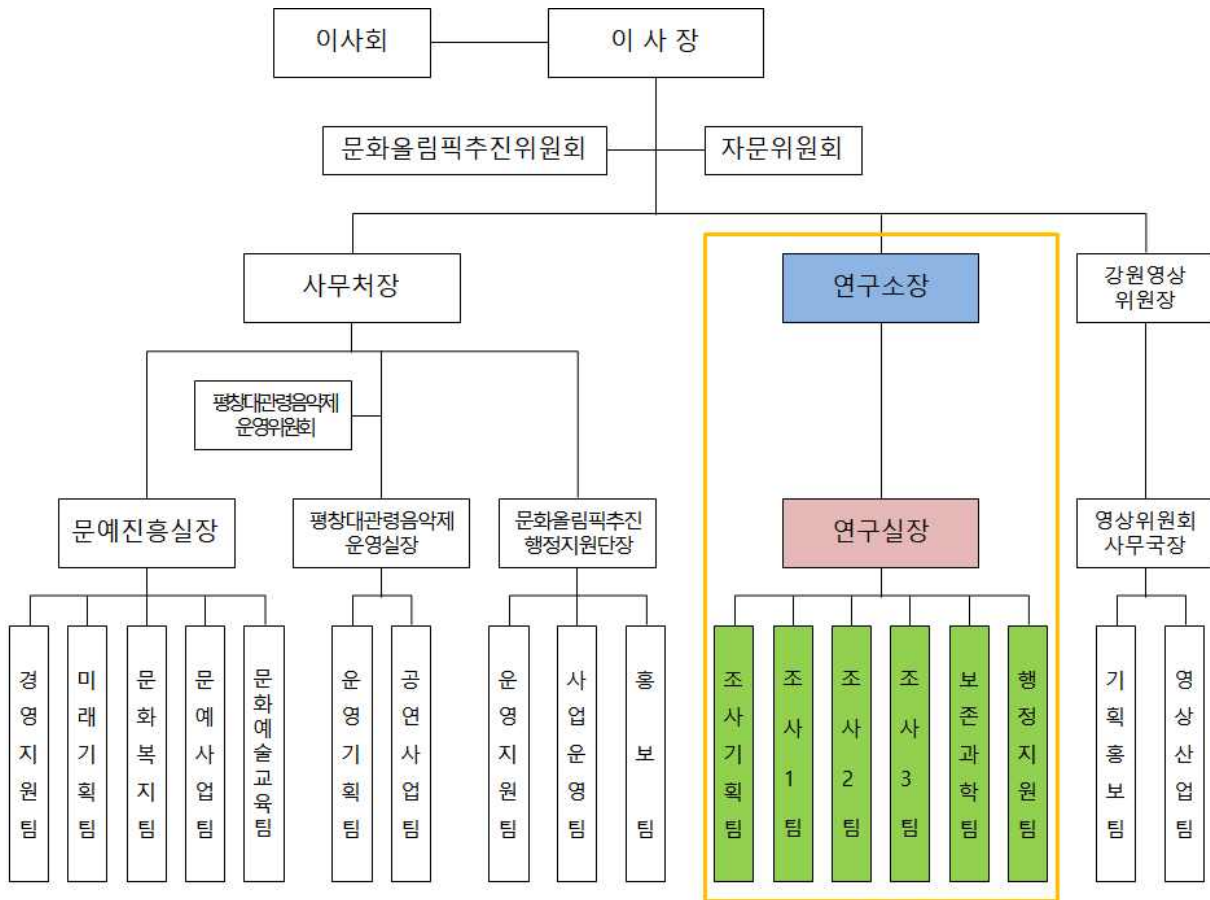 이사회
이 사 장
문화올림픽추진위원회
자문위원회
사무처장
연구소장
강원영상
위원장
평창대관령음악제
운영위원회
문예진흥실장
평창대관령음악제
운영실장
문화올림픽추진
행정지원단장
연구실장
영상위원회
사무국장
경영지원팀
미래기획팀
문화복지팀
문예사업팀
문화예술교육팀
운영기획팀
공연사업팀
운영지원팀
사업운영팀
홍보팀
조사기획팀
조사1팀
조사2팀
조사3팀
보존과학팀
행정지원팀
기획홍보팀
영상산업팀